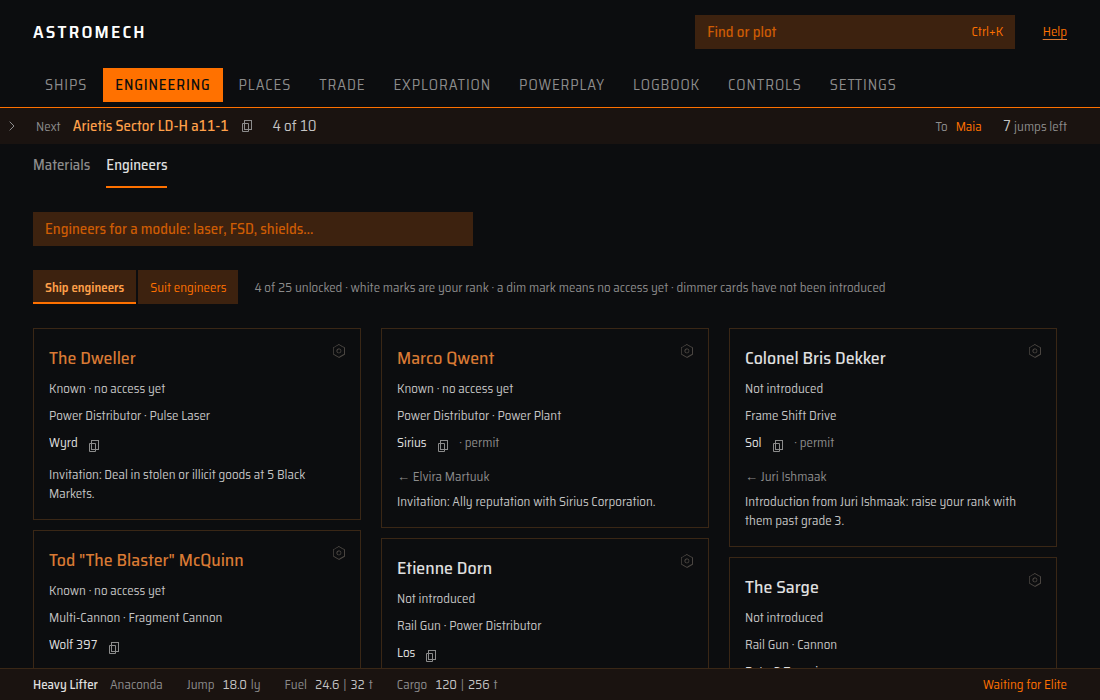 ASTROMECH
Find or plot Ctrl+K
Help
SHIPS ENGINEERING PLACES TRADE EXPLORATION POWERPLAY LOGBOOK CONTROLS SETTINGS
Next Arietis Sector LD-H a11-1 4 of 10
To Maia 7 jumps left
Materials Engineers
Engineers for a module: laser, FSD, shields...
Ship engineers Suit engineers 4 of 25 unlocked · white marks are your rank · a dim mark means no access yet · dimmer cards have not been introduced
The Dweller
Known · no access yet
Power Distributor · Pulse Laser
Wyrd
Invitation: Deal in stolen or illicit goods at 5 Black
Markets.
Tod "The Blaster" McQuinn
Known · no access yet
Multi-Cannon · Fragment Cannon
Wolf 397
Marco Qwent
Known · no access yet
Power Distributor · Power Plant
Sirius · permit
← Elvira Martuuk
Invitation: Ally reputation with Sirius Corporation.
Etienne Dorn
Not introduced
Rail Gun · Power Distributor
Los
Colonel Bris Dekker
Not introduced
Frame Shift Drive
Sol · permit
← Juri Ishmaak
Introduction from Juri Ishmaak: raise your rank with
them past grade 3.
The Sarge
Not introduced
Rail Gun · Cannon
Heavy Lifter Anaconda Jump 18.0 ly Fuel 24.6 | 32 t Cargo 120 | 256 t
Waiting for Elite